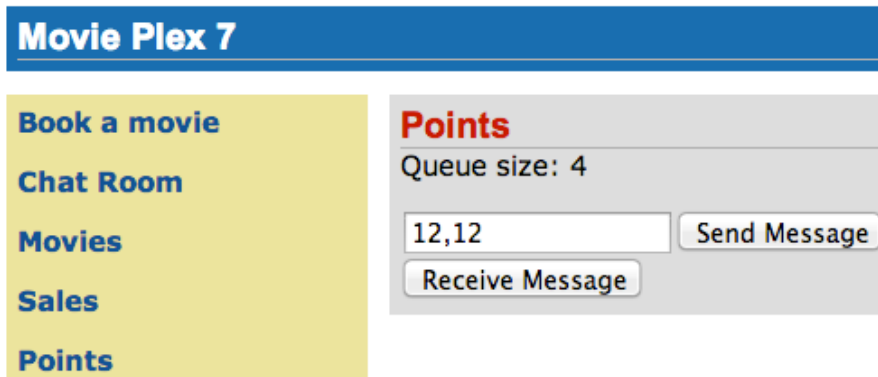 Movie Plex 7
Book a movie
Chat Room
Movies
Sales
Points
Points
Queue size: 4
12,12 Send Message
Receive Message